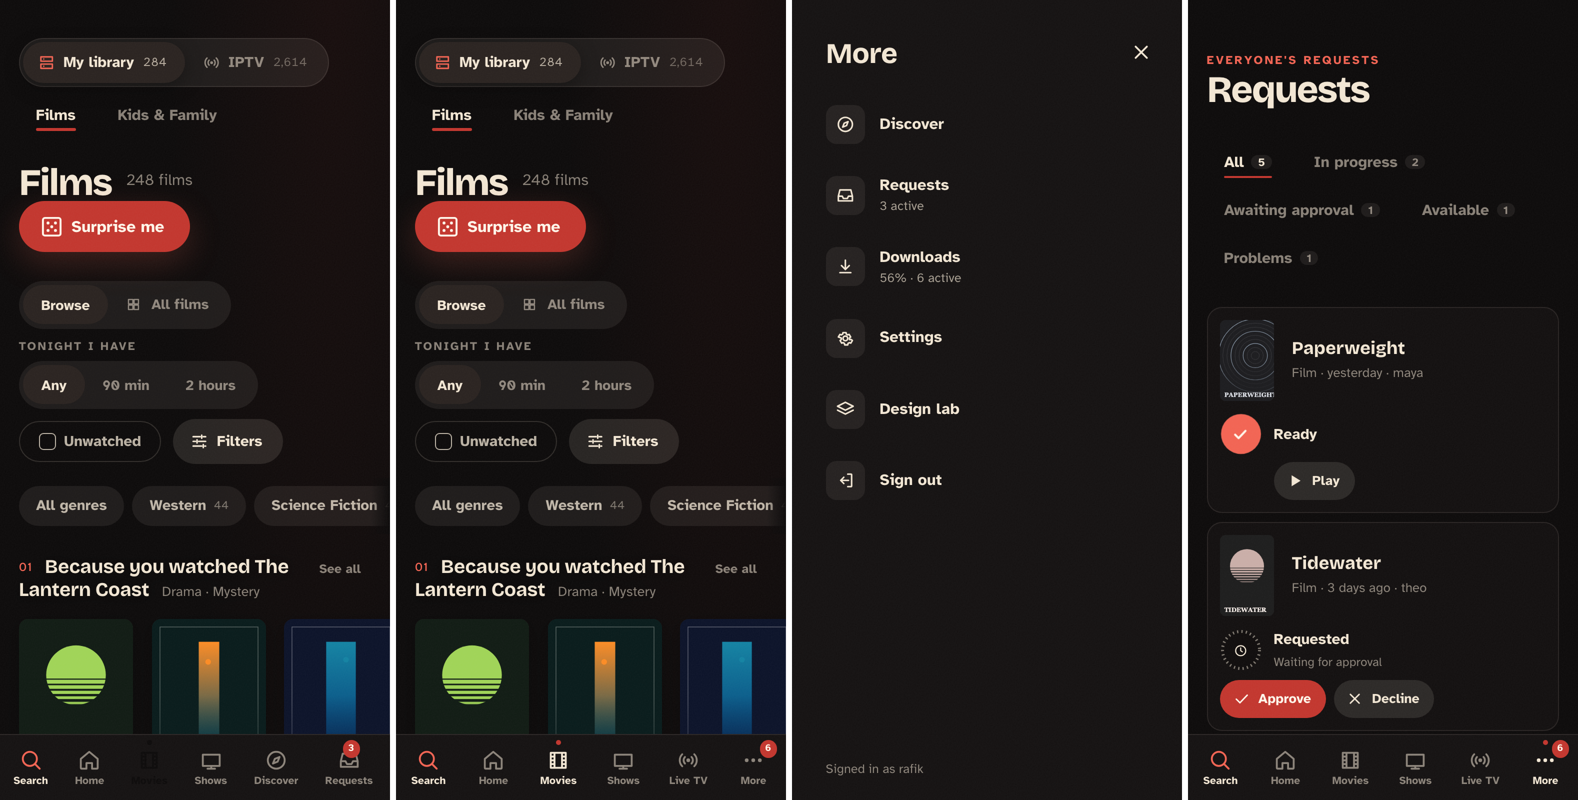 My library 284 IPTV 2,614
Films Kids & Family
Films 248 films
Surprise me
Browse All films
TONIGHT I HAVE
Any 90 min 2 hours
Unwatched Filters
All genres Western 44 Science Fiction
01 Because you watched The
Lantern Coast Drama · Mystery
See all
3
Search Home Movies Shows Discover Requests
My library 284 IPTV 2,614
Films Kids & Family
Films 248 films
Surprise me
Browse All films
TONIGHT I HAVE
Any 90 min 2 hours
Unwatched Filters
All genres Western 44 Science Fiction
01 Because you watched The
Lantern Coast Drama · Mystery
See all
6
Search Home Movies Shows Live TV More
More
Discover
Requests
3 active
Downloads
56% · 6 active
Settings
Design lab
Sign out
Signed in as rafik
EVERYONE'S REQUESTS
Requests
All 5 In progress 2
Awaiting approval 1 Available 1
Problems 1
PAPERWEIGHT
Paperweight
Film · yesterday · maya
Ready
Play
TIDEWATER
Tidewater
Film · 3 days ago · theo
Requested
Waiting for approval
Approve Decline
6
Search Home Movies Shows Live TV More